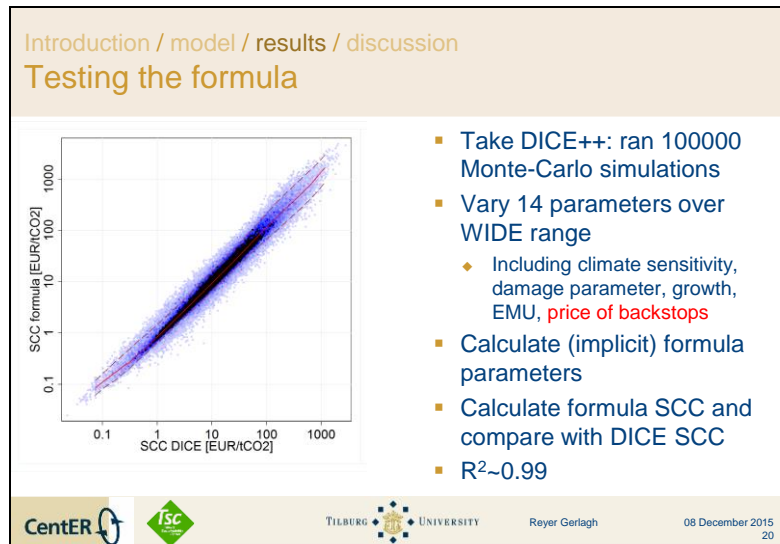 Introduction / model / results / discussion
Testing the formula
SCC formula [EUR/tCO2]
1000
100
10
1
0.1
0.1 1 10 100 1000
SCC DICE [EUR/tCO2]
▪ Take DICE++: ran 100000
Monte-Carlo simulations
▪ Vary 14 parameters over
WIDE range
◆ Including climate sensitivity,
damage parameter, growth,
EMU, price of backstops
▪ Calculate (implicit) formula
parameters
▪ Calculate formula SCC and
compare with DICE SCC
▪ R²~0.99
CentER
Tsc
TILBURG ◆ UNIVERSITY
Reyer Gerlagh
08 December 2015
20